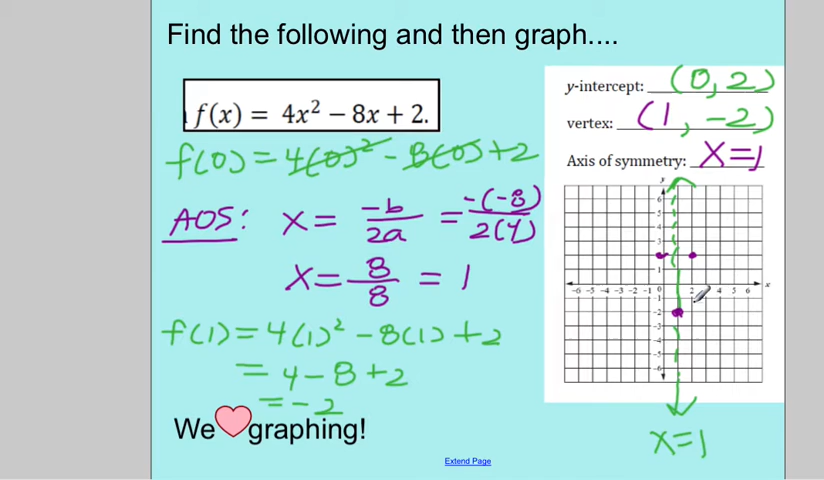 Find the following and then graph....
f(x) = 4x² − 8x + 2.
f(0) = 4(0)² − 8(0) + 2
AOS: x = -b/2a = -(-8)/2(4)
x = 8/8 = 1
f(1) = 4(1)² − 8(1) + 2
= 4 − 8 + 2
= −2
We graphing!
y-intercept: (0, 2)
vertex: (1, −2)
Axis of symmetry: x=1
y
6
5
4
3
2
1
-6 -5 -4 -3 -2 -1 0 2 4 5 6 x
-2
-3
-4
-5
-6
x=1
Extend Page